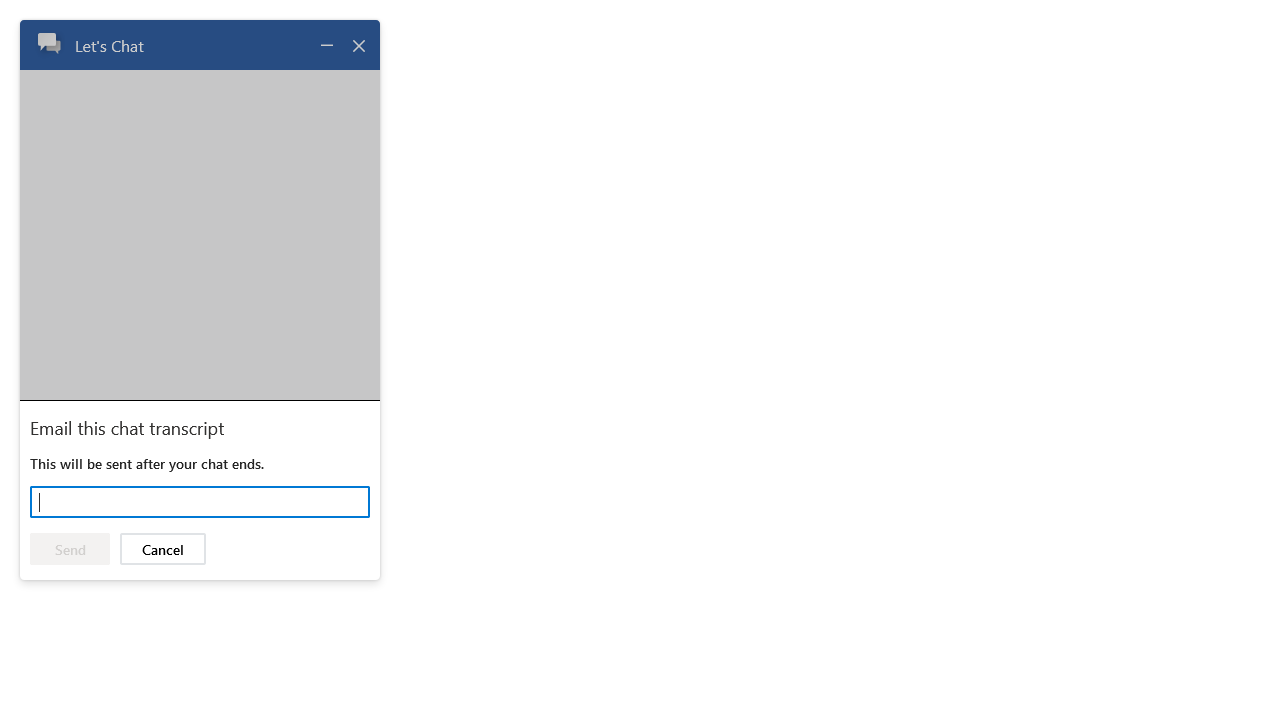 Let's Chat
Email this chat transcript
This will be sent after your chat ends.
Send
Cancel